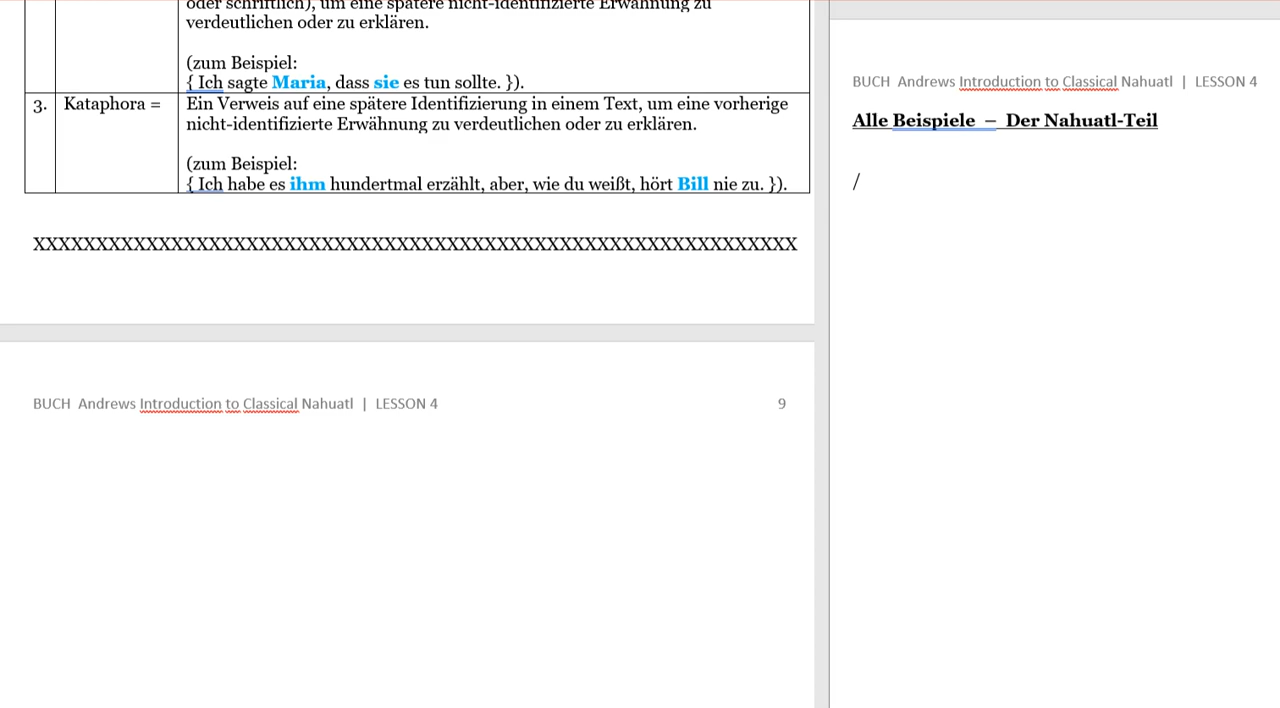 oder schriftlich), um eine spätere nicht-identifizierte Erwähnung zu
verdeutlichen oder zu erklären.
(zum Beispiel:
{ Ich sagte Maria, dass sie es tun sollte. }).
3. Kataphora = Ein Verweis auf eine spätere Identifizierung in einem Text, um eine vorherige
nicht-identifizierte Erwähnung zu verdeutlichen oder zu erklären.
(zum Beispiel:
{ Ich habe es ihm hundertmal erzählt, aber, wie du weißt, hört Bill nie zu. }).
XXXXXXXXXXXXXXXXXXXXXXXXXXXXXXXXXXXXXXXXXXXXXXXXXXXXXXXXXXXXX
BUCH Andrews Introduction to Classical Nahuatl | LESSON 4 9
BUCH Andrews Introduction to Classical Nahuatl | LESSON 4
Alle Beispiele – Der Nahuatl-Teil
/